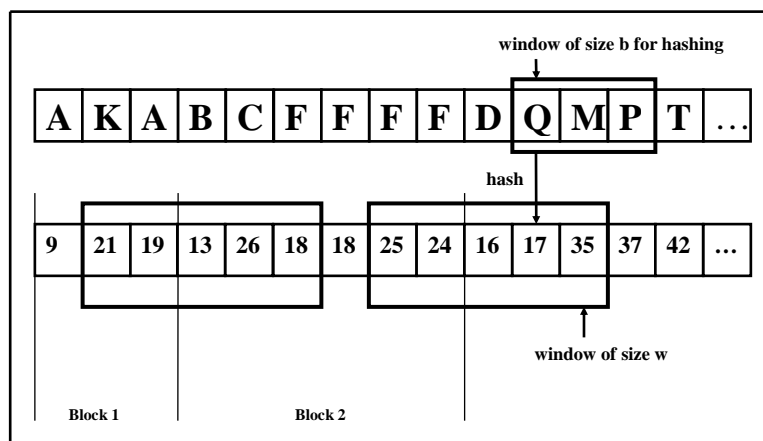 window of size b for hashing
A K A B C F F F F D Q M P T ...
hash
9 21 19 13 26 18 18 25 24 16 17 35 37 42 ...
window of size w
Block 1 Block 2